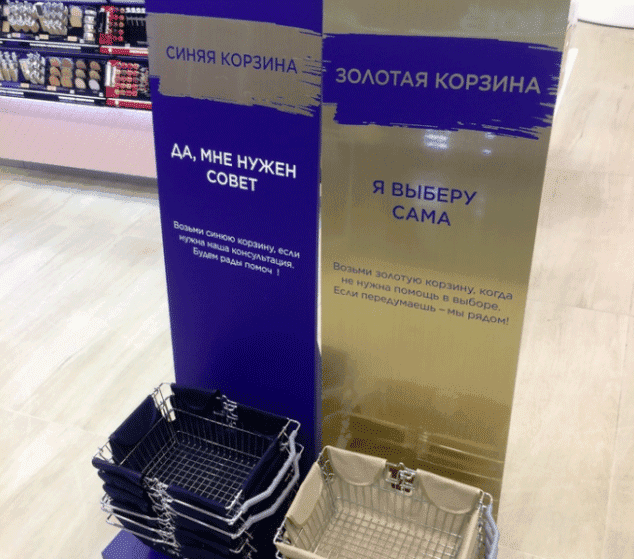 СИНЯЯ КОРЗИНА
ДА, МНЕ НУЖЕН
СОВЕТ
Возьми синюю корзину, если
нужна наша консультация.
Будем рады помоч !
ЗОЛОТАЯ КОРЗИНА
Я ВЫБЕРУ
САМА
Возьми золотую корзину, когда
не нужна помощь в выборе.
Если передумаешь – мы рядом!